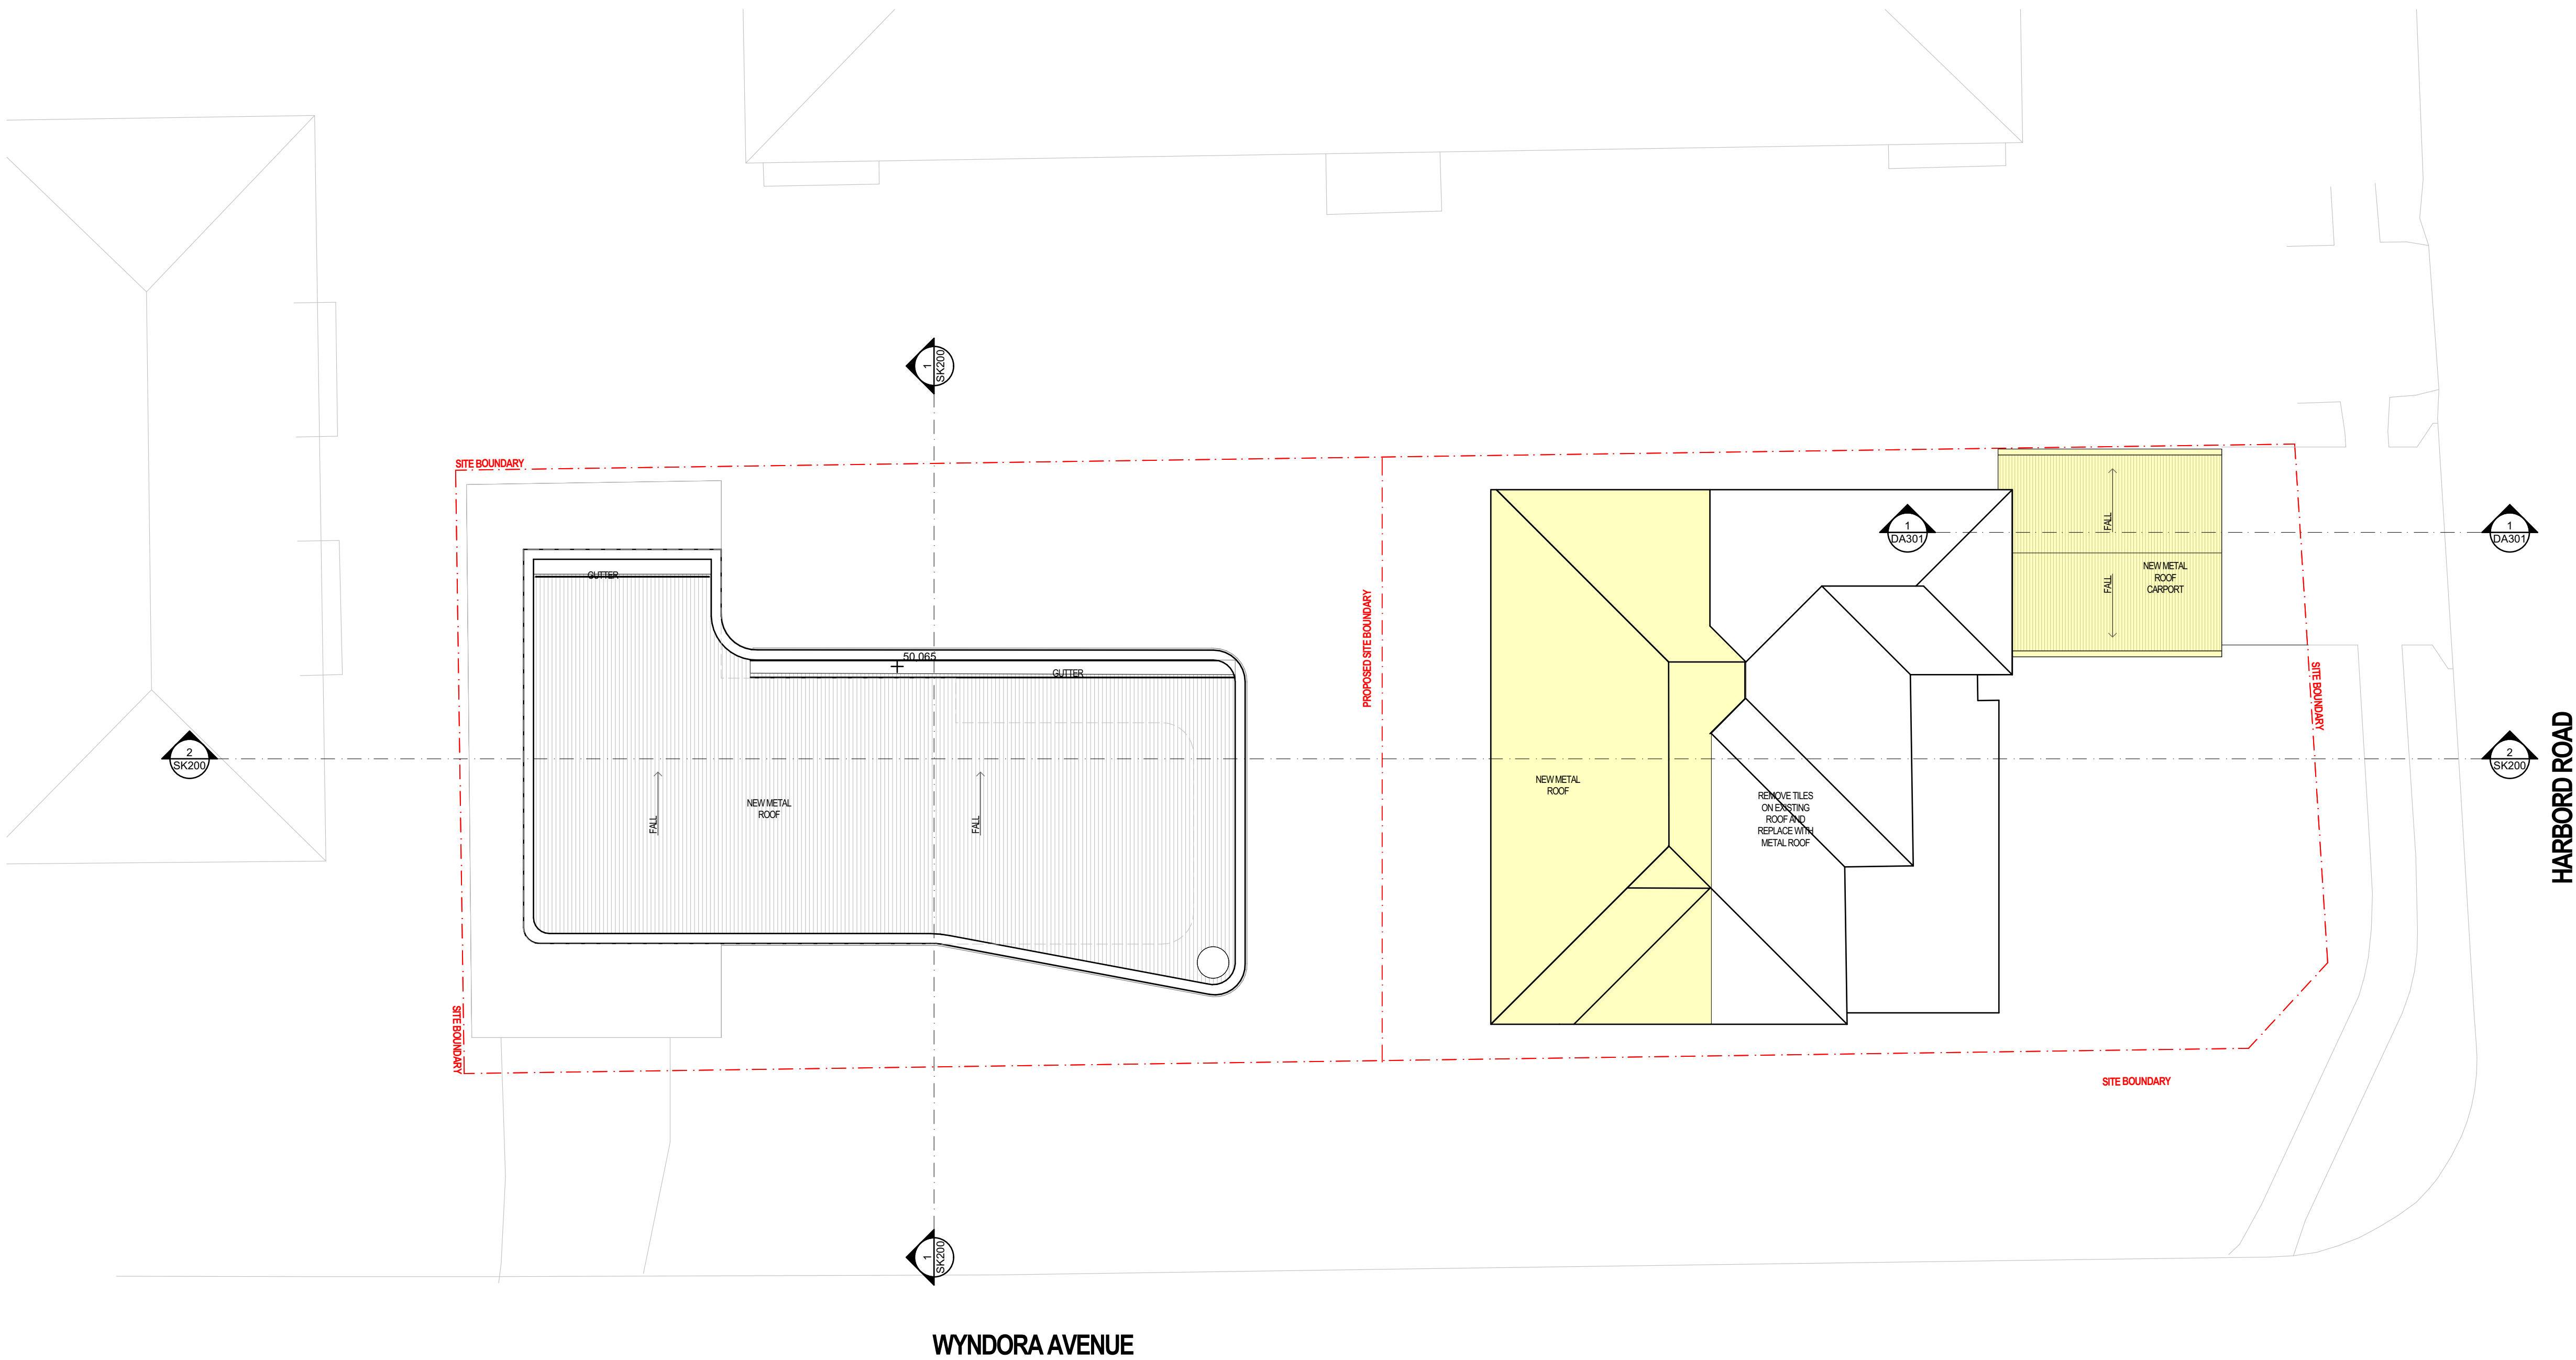 1
SK200
SITE BOUNDARY
1
DA301
1
DA301
FALL
NEW METAL
ROOF
CARPORT
FALL
GUTTER
PROPOSED SITE BOUNDARY
50.065
GUTTER
SITE BOUNDARY
HARBORD ROAD
2
SK200
2
SK200
NEW METAL
ROOF
FALL
NEW METAL
ROOF
FALL
REMOVE TILES
ON EXISTING
ROOF AND
REPLACE WITH
METAL ROOF
SITE BOUNDARY
SITE BOUNDARY
1
SK200
WYNDORA AVENUE